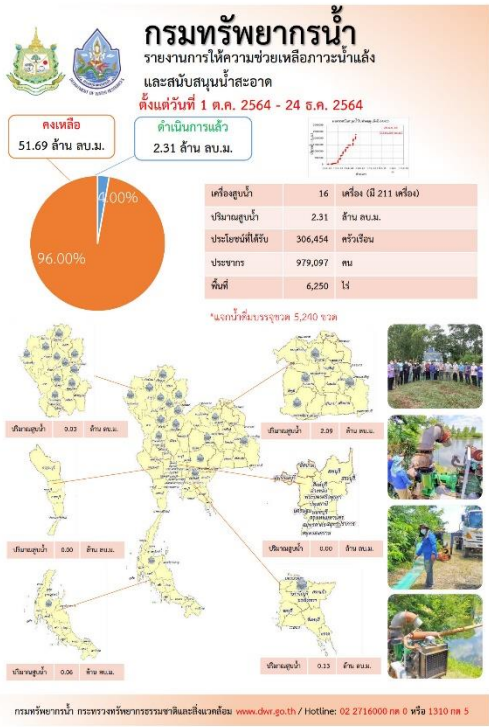 กรมทรัพยากรน้ำ
รายงานการให้ความช่วยเหลือภาวะน้ำแล้ง
และสนับสนุนน้ำสะอาด
ตั้งแต่วันที่ 1 ต.ค. 2564 - 24 ธ.ค. 2564
คงเหลือ
51.69 ล้าน ลบ.ม.
ดำเนินการแล้ว
2.31 ล้าน ลบ.ม.
4.00%
96.00%
เครื่องสูบน้ำ 16 เครื่อง (มี 211 เครื่อง)
ปริมาณสูบน้ำ 2.31 ล้าน ลบ.ม.
ประโยชน์ที่ได้รับ 306,454 ครัวเรือน
ประชากร 979,097 คน
พื้นที่ 6,250 ไร่
*แจกน้ำดื่มบรรจุขวด 5,240 ขวด
ปริมาณสูบน้ำ 0.03 ล้าน ลบ.ม.
ปริมาณสูบน้ำ 2.09 ล้าน ลบ.ม.
ปริมาณสูบน้ำ 0.00 ล้าน ลบ.ม.
ปริมาณสูบน้ำ 0.00 ล้าน ลบ.ม.
ปริมาณสูบน้ำ 0.06 ล้าน ลบ.ม.
ปริมาณสูบน้ำ 0.13 ล้าน ลบ.ม.
กรมทรัพยากรน้ำ กระทรวงทรัพยากรธรรมชาติและสิ่งแวดล้อม www.dwr.go.th / Hotline: 02 2716000 กด 0 หรือ 1310 กด 5